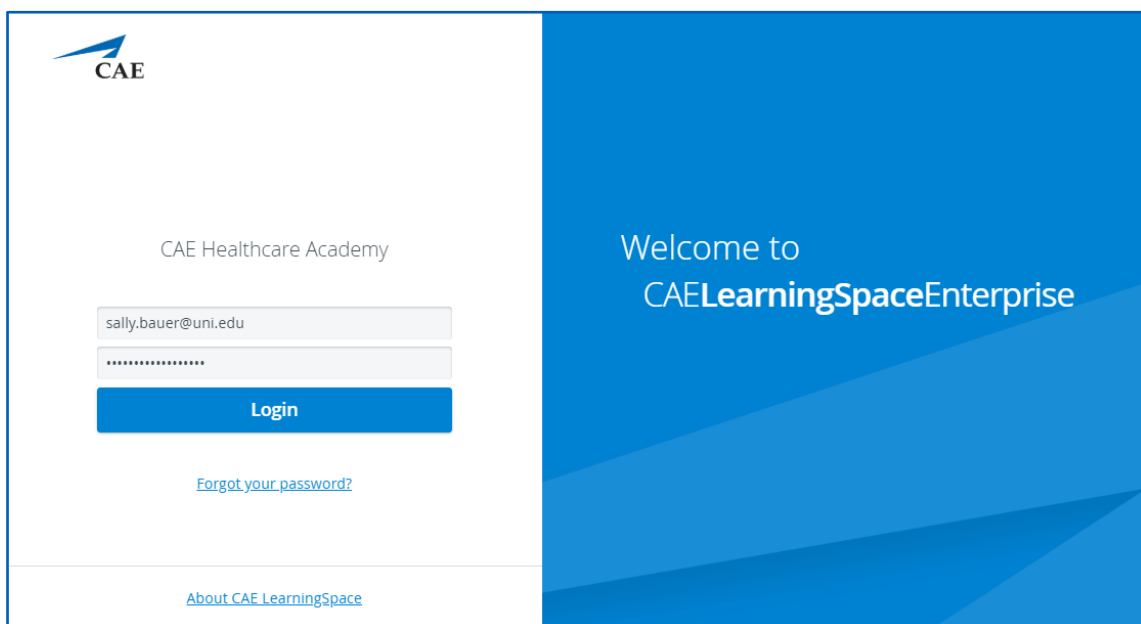 CAE
CAE Healthcare Academy
sally.bauer@uni.edu
••••••••••••••••••
Login
Forgot your password?
About CAE LearningSpace
Welcome to
CAELearningSpaceEnterprise